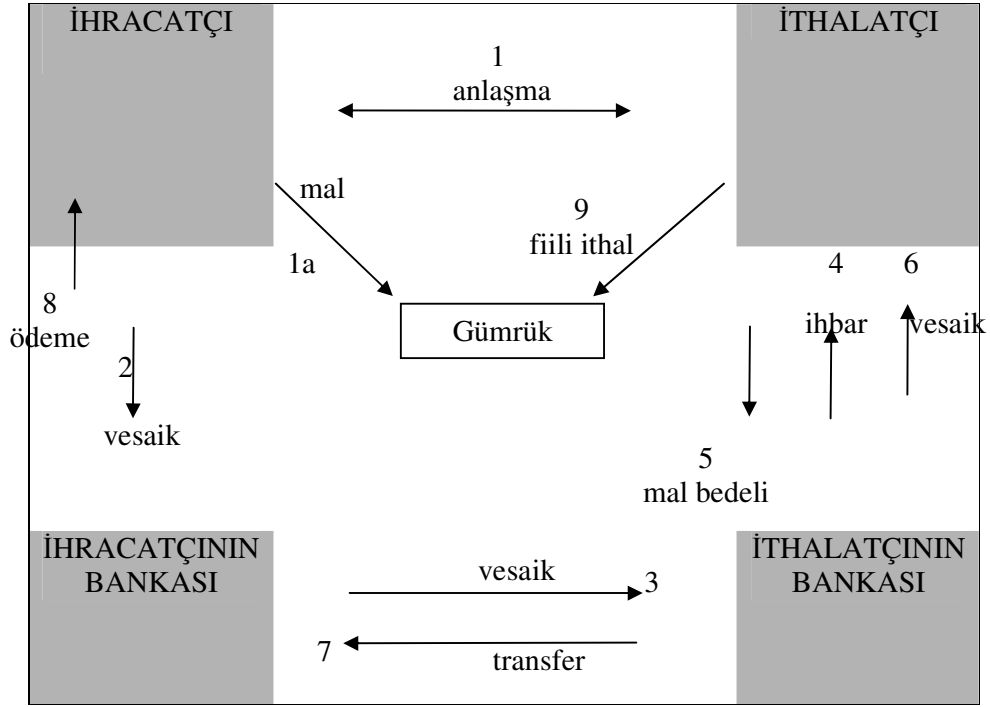 İHRACATÇI
İTHALATÇI
1
anlaşma
mal
9
fiili ithal
1a
4
6
8
ödeme
Gümrük
ihbar
vesaik
2
vesaik
5
mal bedeli
İHRACATÇININ
BANKASI
İTHALATÇININ
BANKASI
vesaik
3
7
transfer